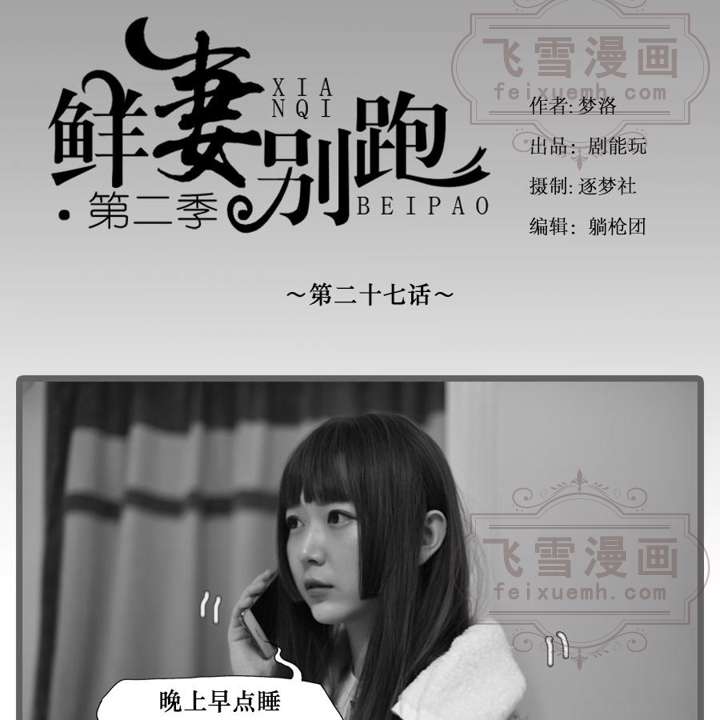 飞雪漫画
feixuemh.com
鲜妻别跑
XIA
NQI
BEIPAO
·第二季
作者:梦洛
出品：剧能玩
摄制:逐梦社
编辑：躺枪团
～第二十七话～
飞雪漫画
feixuemh.com
晚上早点睡